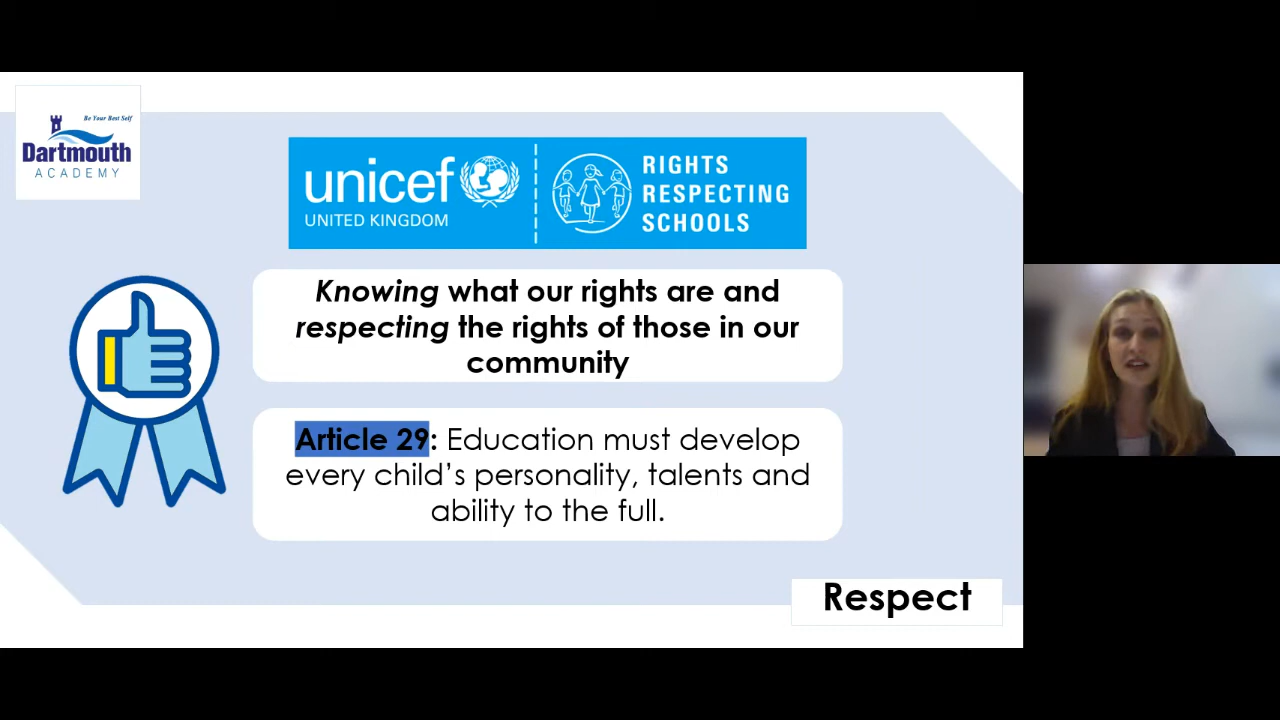 Be Your Best Self
Dartmouth
ACADEMY
unicef
UNITED KINGDOM
RIGHTS
RESPECTING
SCHOOLS
Knowing what our rights are and
respecting the rights of those in our
community
Article 29: Education must develop
every child's personality, talents and
ability to the full.
Respect